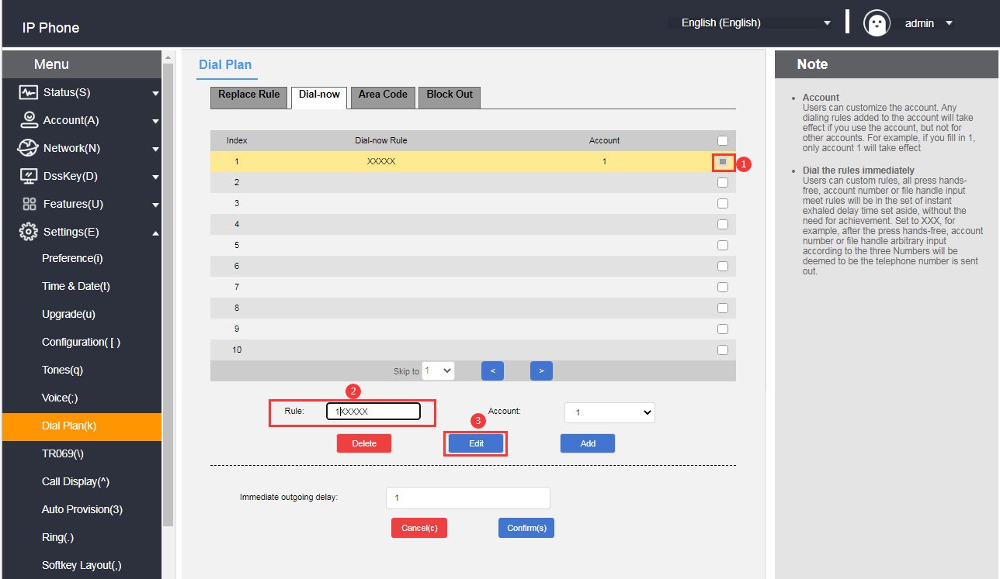 IP Phone
English (English)
admin
Menu
Status(S)
Account(A)
Network(N)
DssKey(D)
Features(U)
Settings(E)
Preference(i)
Time & Date(t)
Upgrade(u)
Configuration( [ )
Tones(q)
Voice(;)
Dial Plan(k)
TR069(\)
Call Display(^)
Auto Provision(3)
Ring(.)
Softkey Layout(,)
Dial Plan
Replace Rule Dial-now Area Code Block Out
Index Dial-now Rule Account
1 XXXXX 1
1
2
3
4
5
6
7
8
9
10
Skip to 1 < >
2
Rule: 1XXXXX Account: 1
3
Delete Edit Add
Immediate outgoing delay: 1
Cancel(c) Confirm(s)
Note
Account
Users can customize the account. Any
dialing rules added to the account will take
effect if you use the account, but not for
other accounts. For example, if you fill in 1,
only account 1 will take effect
Dial the rules immediately
Users can custom rules, all press hands-
free, account number or file handle input
meet rules will be in the set of instant
exhaled delay time set aside, without the
need for achievement. Set to XXX, for
example, after the press hands-free, account
number or file handle arbitrary input
according to the three Numbers will be
deemed to be the telephone number is sent
out.